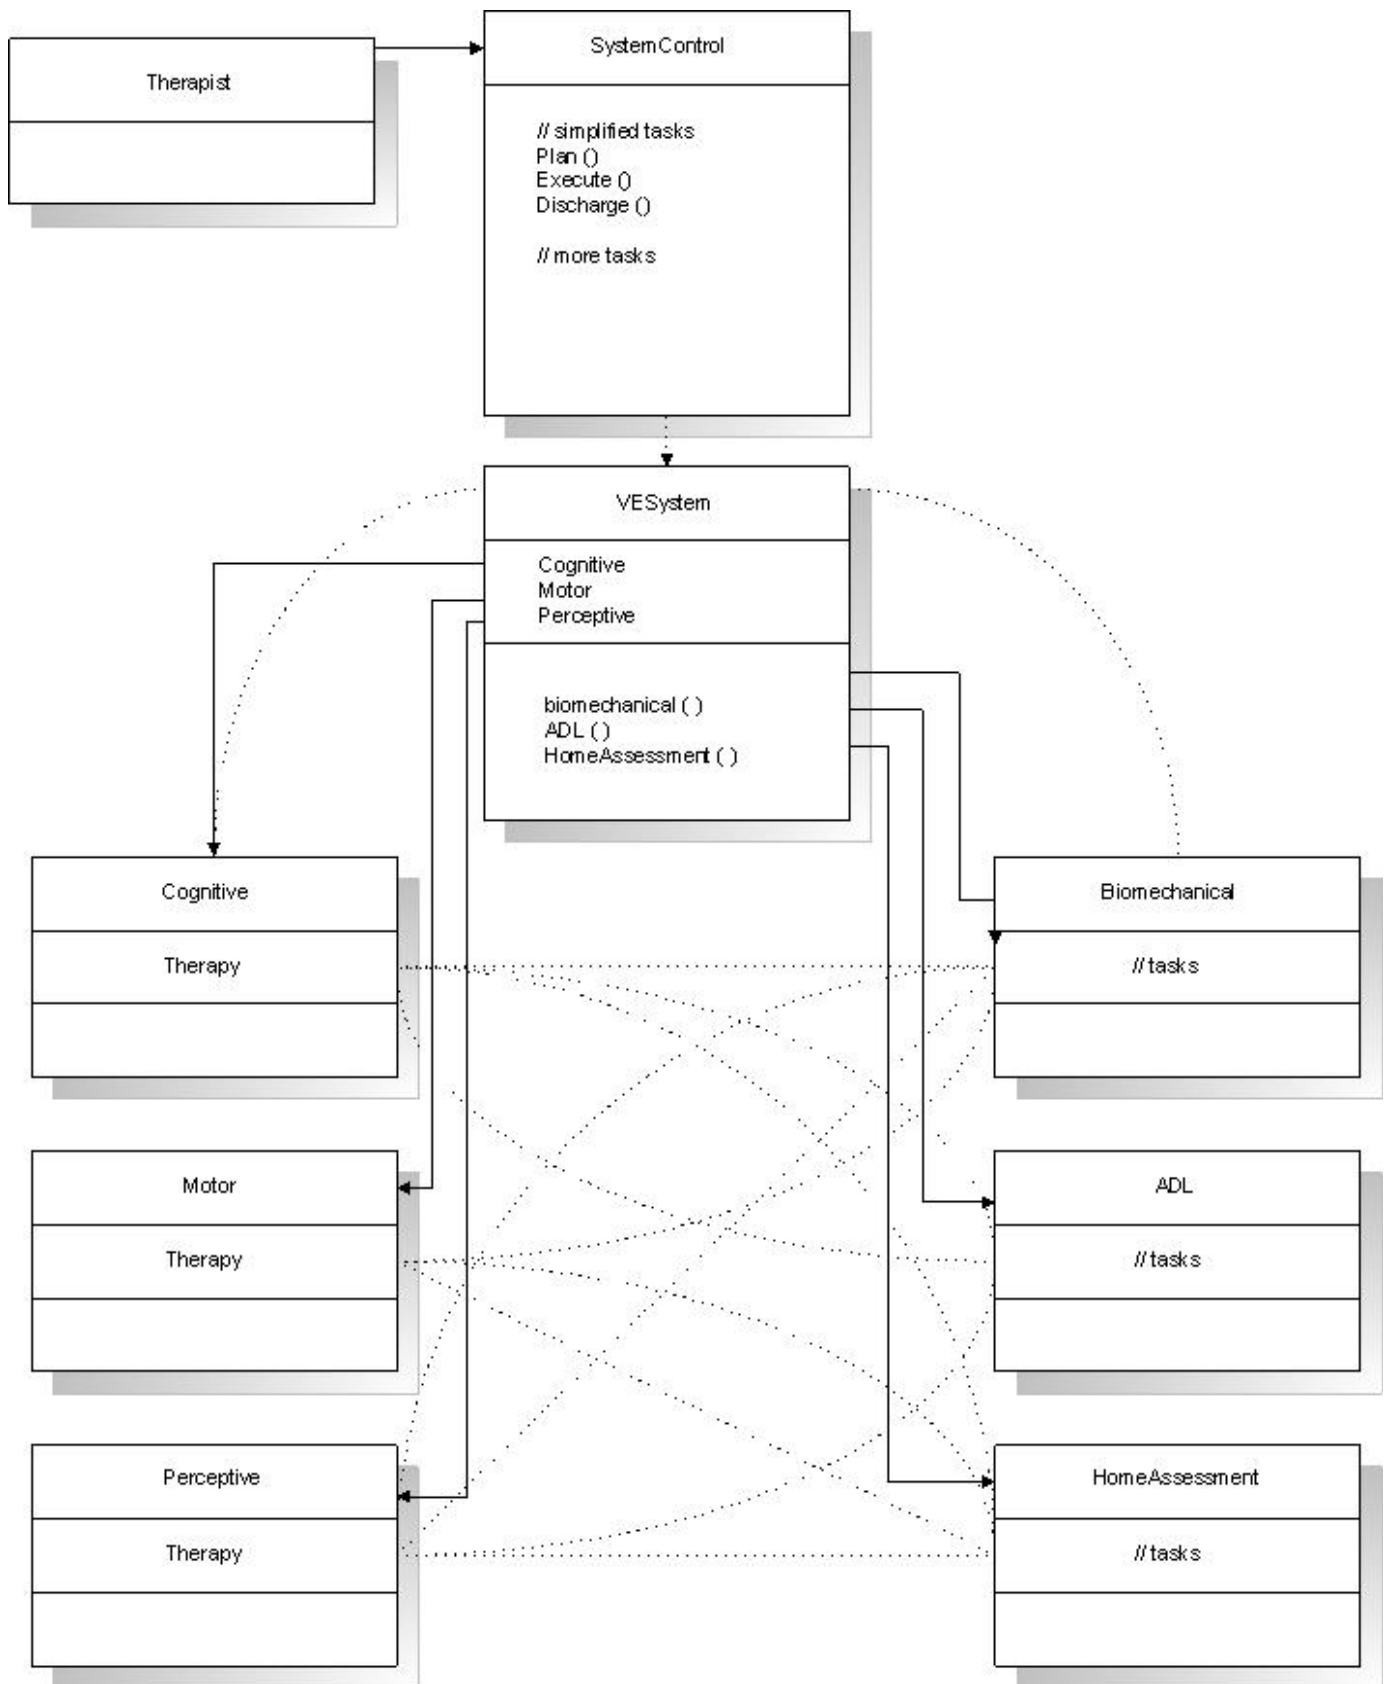 Therapist
SystemControl
// simplified tasks
Plan ()
Execute ()
Discharge ()
// more tasks
VESystem
Cognitive
Motor
Perceptive
biomechanical ( )
ADL ( )
HomeAssessment ( )
Cognitive
Therapy
Biomechanical
// tasks
Motor
Therapy
ADL
// tasks
Perceptive
Therapy
HomeAssessment
// tasks